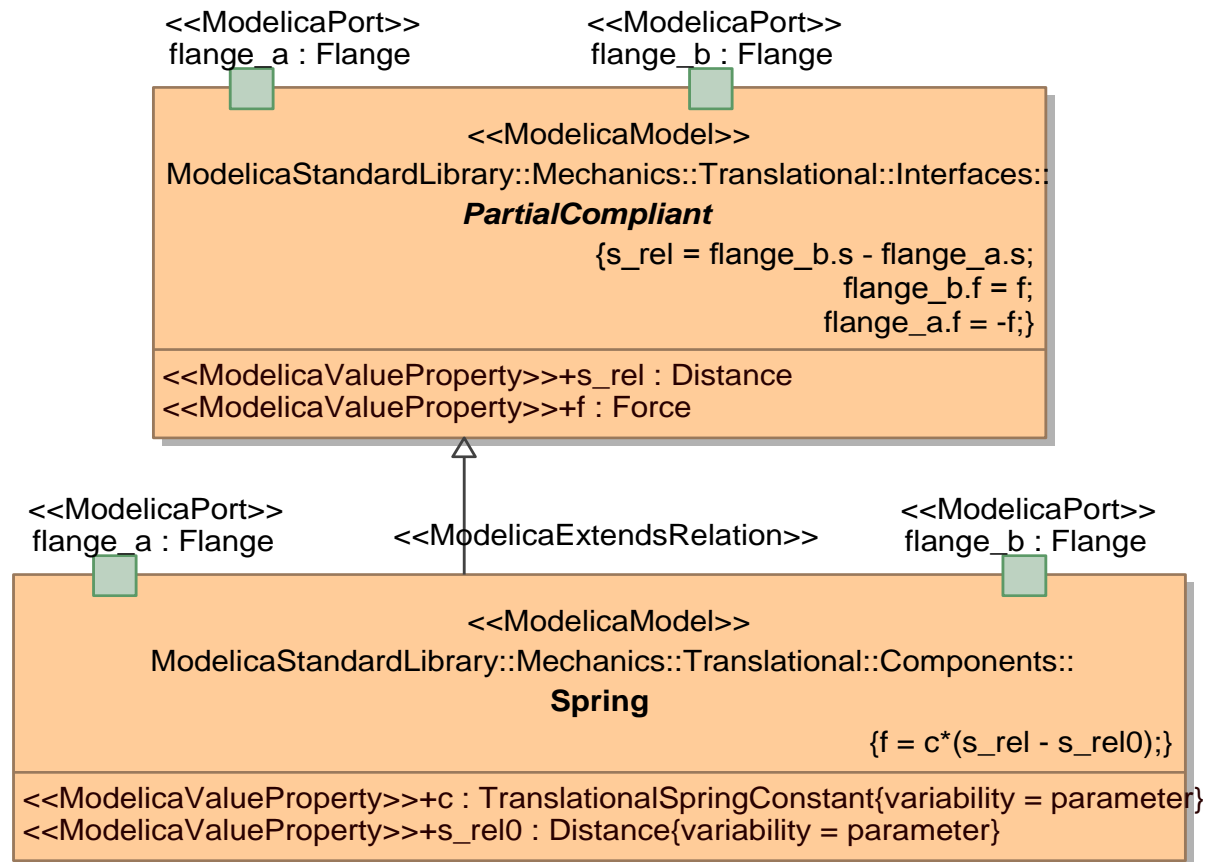 <<ModelicaPort>>
flange_a : Flange
<<ModelicaPort>>
flange_b : Flange
<<ModelicaModel>>
ModelicaStandardLibrary::Mechanics::Translational::Interfaces::
PartialCompliant
{s_rel = flange_b.s - flange_a.s;
flange_b.f = f;
flange_a.f = -f;}
<<ModelicaValueProperty>>+s_rel : Distance
<<ModelicaValueProperty>>+f : Force
<<ModelicaPort>>
flange_a : Flange
<<ModelicaExtendsRelation>>
<<ModelicaPort>>
flange_b : Flange
<<ModelicaModel>>
ModelicaStandardLibrary::Mechanics::Translational::Components::
Spring
{f = c*(s_rel - s_rel0);}
<<ModelicaValueProperty>>+c : TranslationalSpringConstant{variability = parameter}
<<ModelicaValueProperty>>+s_rel0 : Distance{variability = parameter}